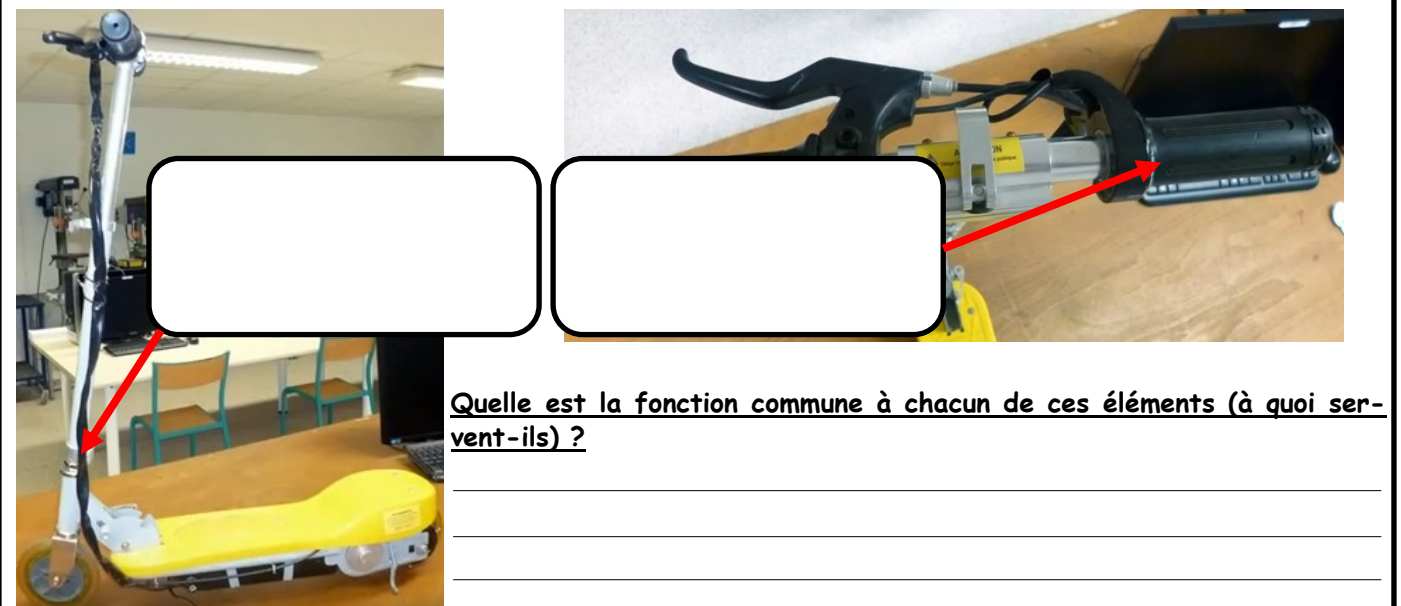 Quelle est la fonction commune à chacun de ces éléments (à quoi ser-
vent-ils) ?